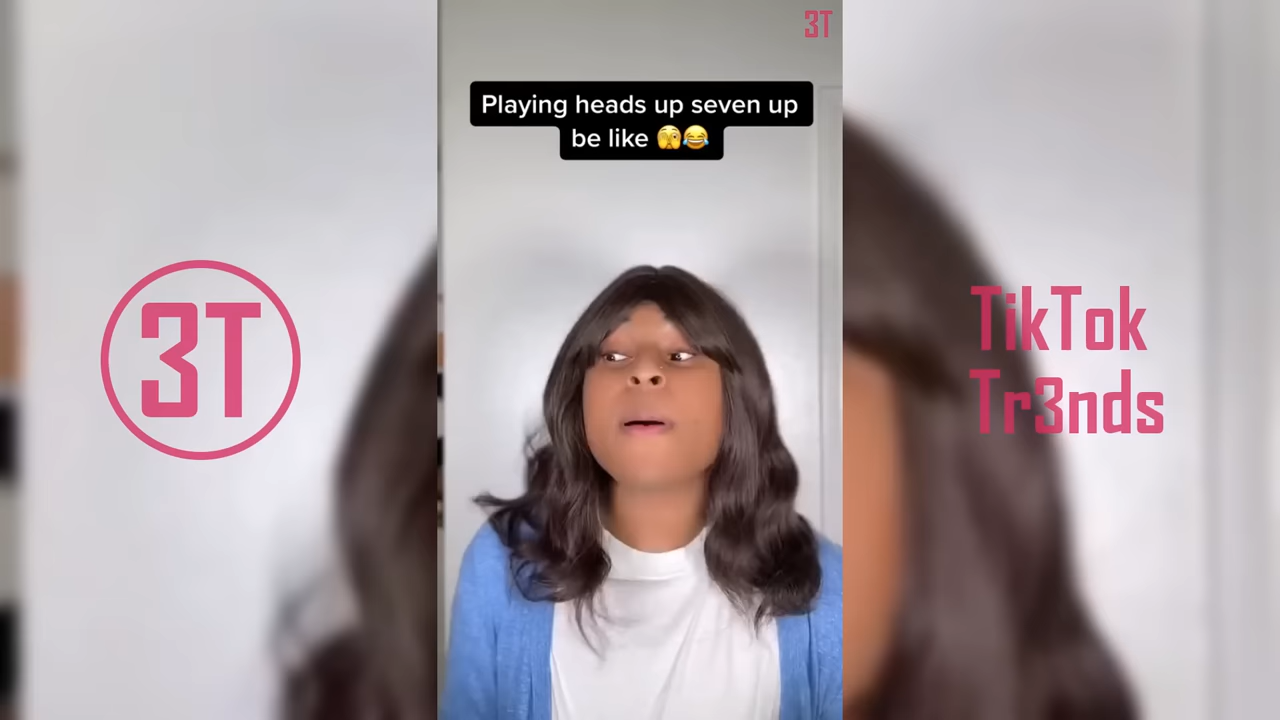 3T
Playing heads up seven up
be like 🫣😂
3T
TikTok
Tr3nds